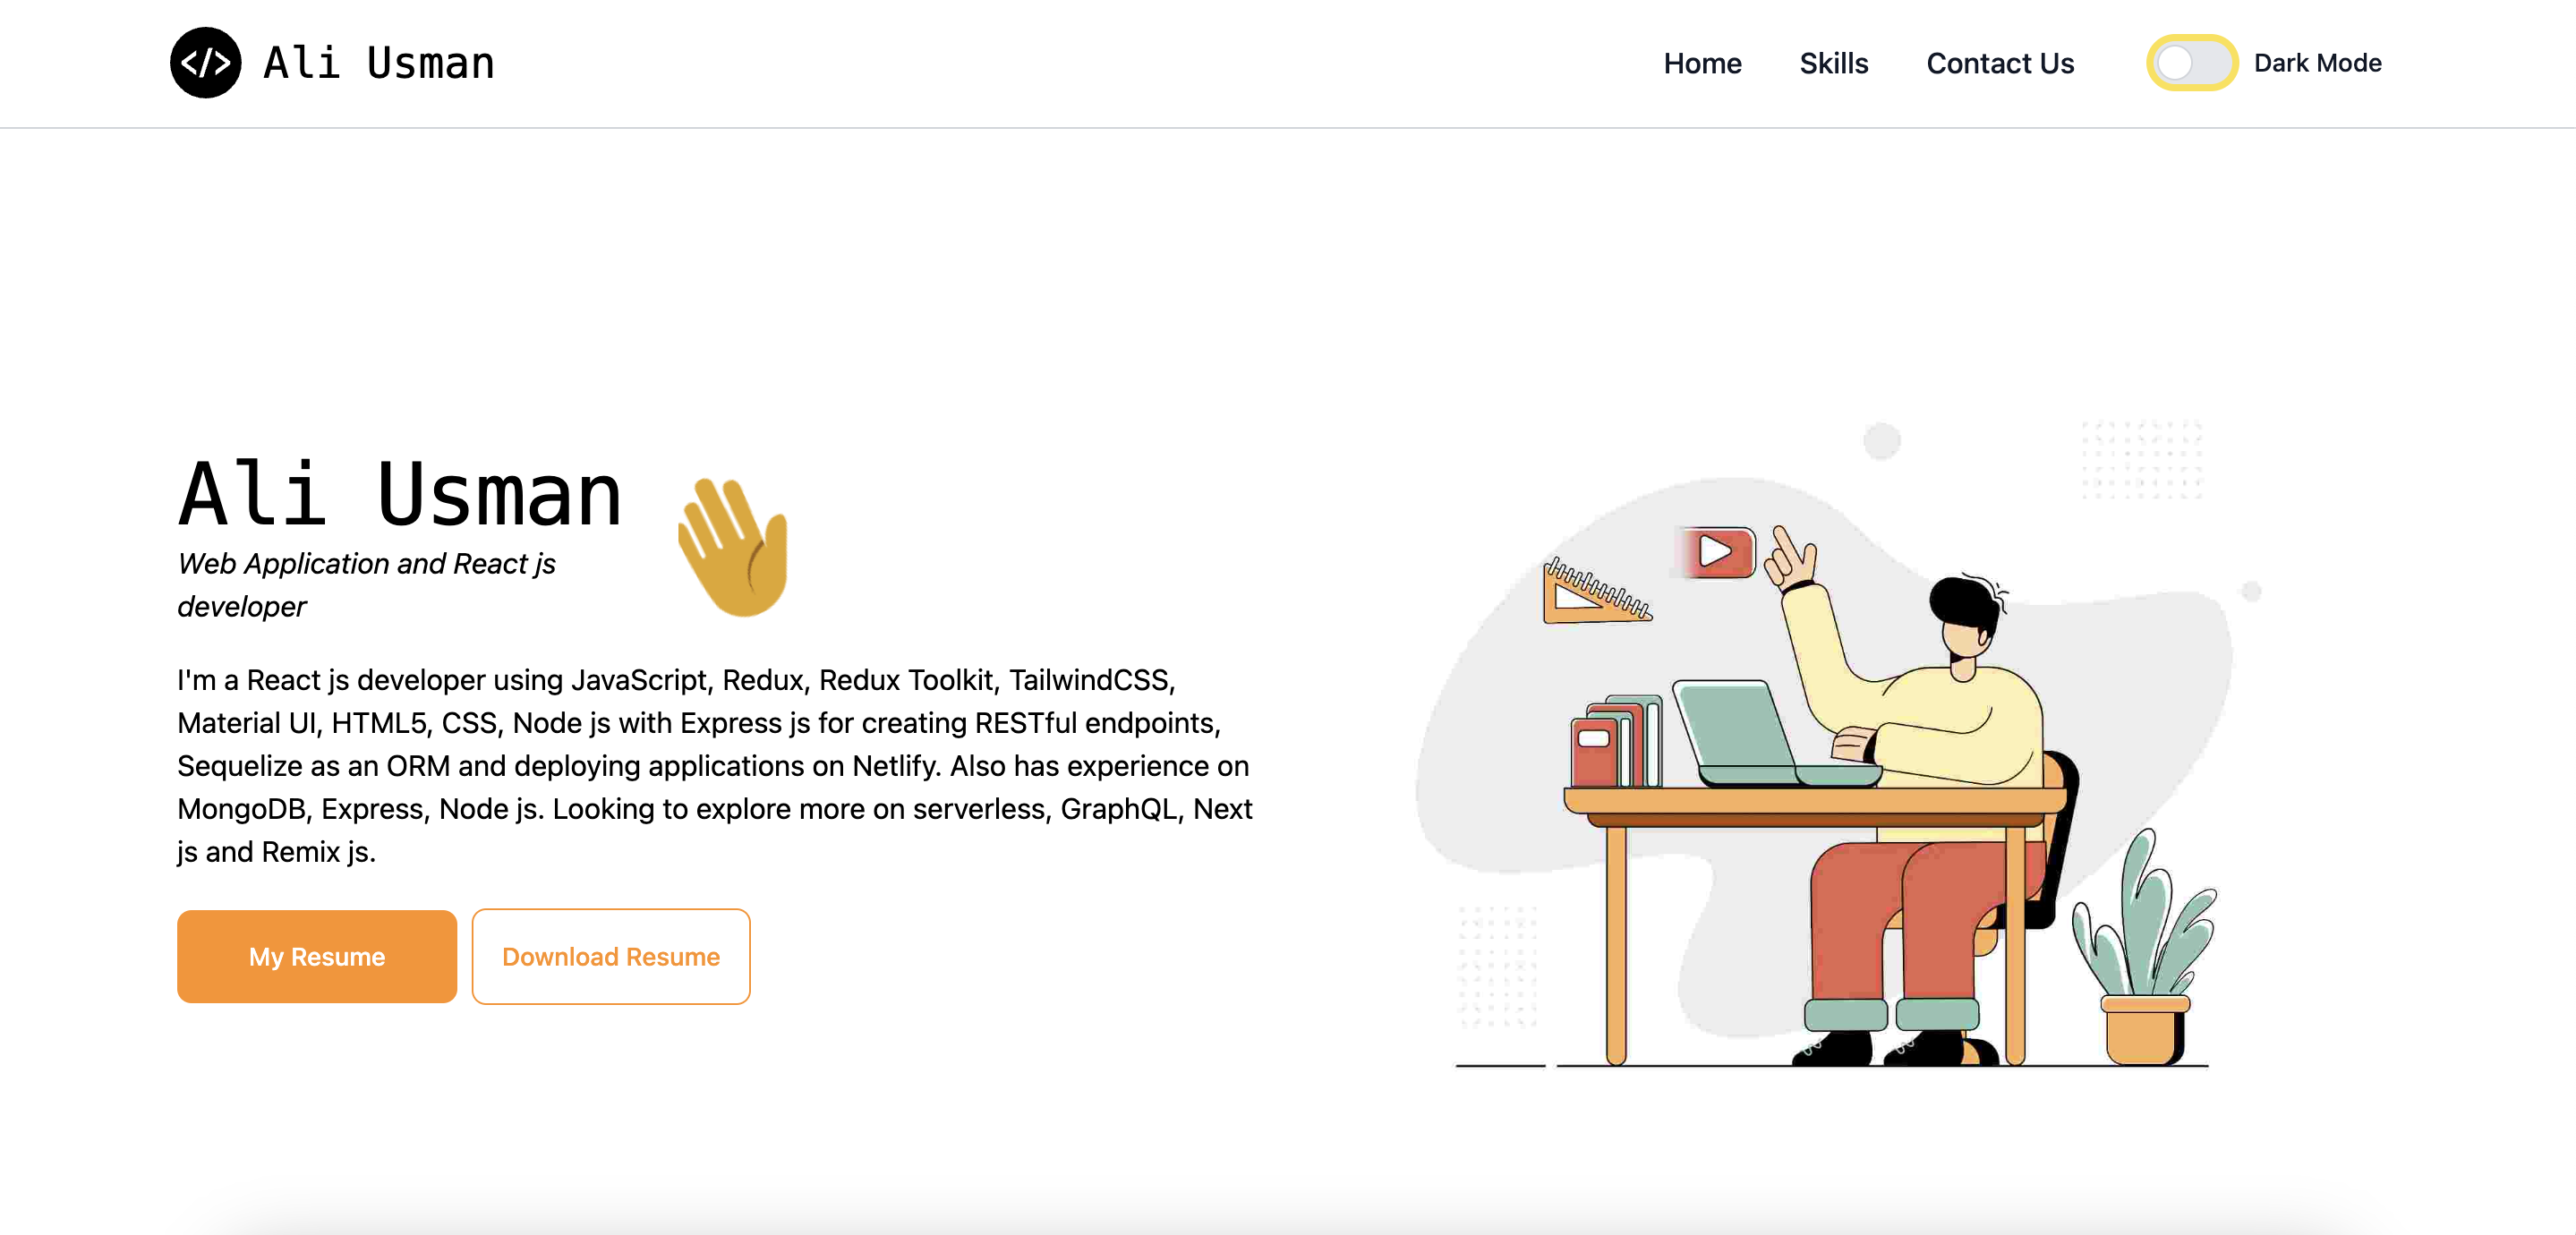 </> Ali Usman
Home Skills Contact Us Dark Mode
Ali Usman
Web Application and React js
developer
I'm a React js developer using JavaScript, Redux, Redux Toolkit, TailwindCSS,
Material UI, HTML5, CSS, Node js with Express js for creating RESTful endpoints,
Sequelize as an ORM and deploying applications on Netlify. Also has experience on
MongoDB, Express, Node js. Looking to explore more on serverless, GraphQL, Next
js and Remix js.
My Resume Download Resume